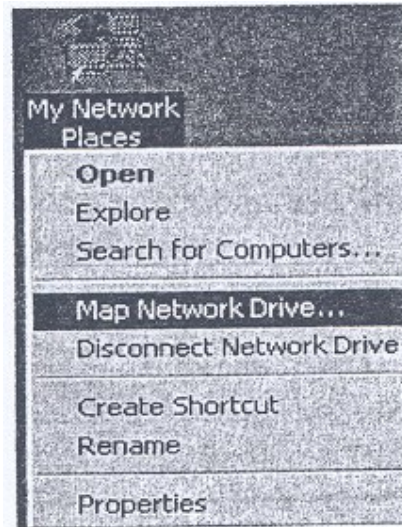 My Network
Places
Open
Explore
Search for Computers...
Map Network Drive...
Disconnect Network Drive
Create Shortcut
Rename
Properties